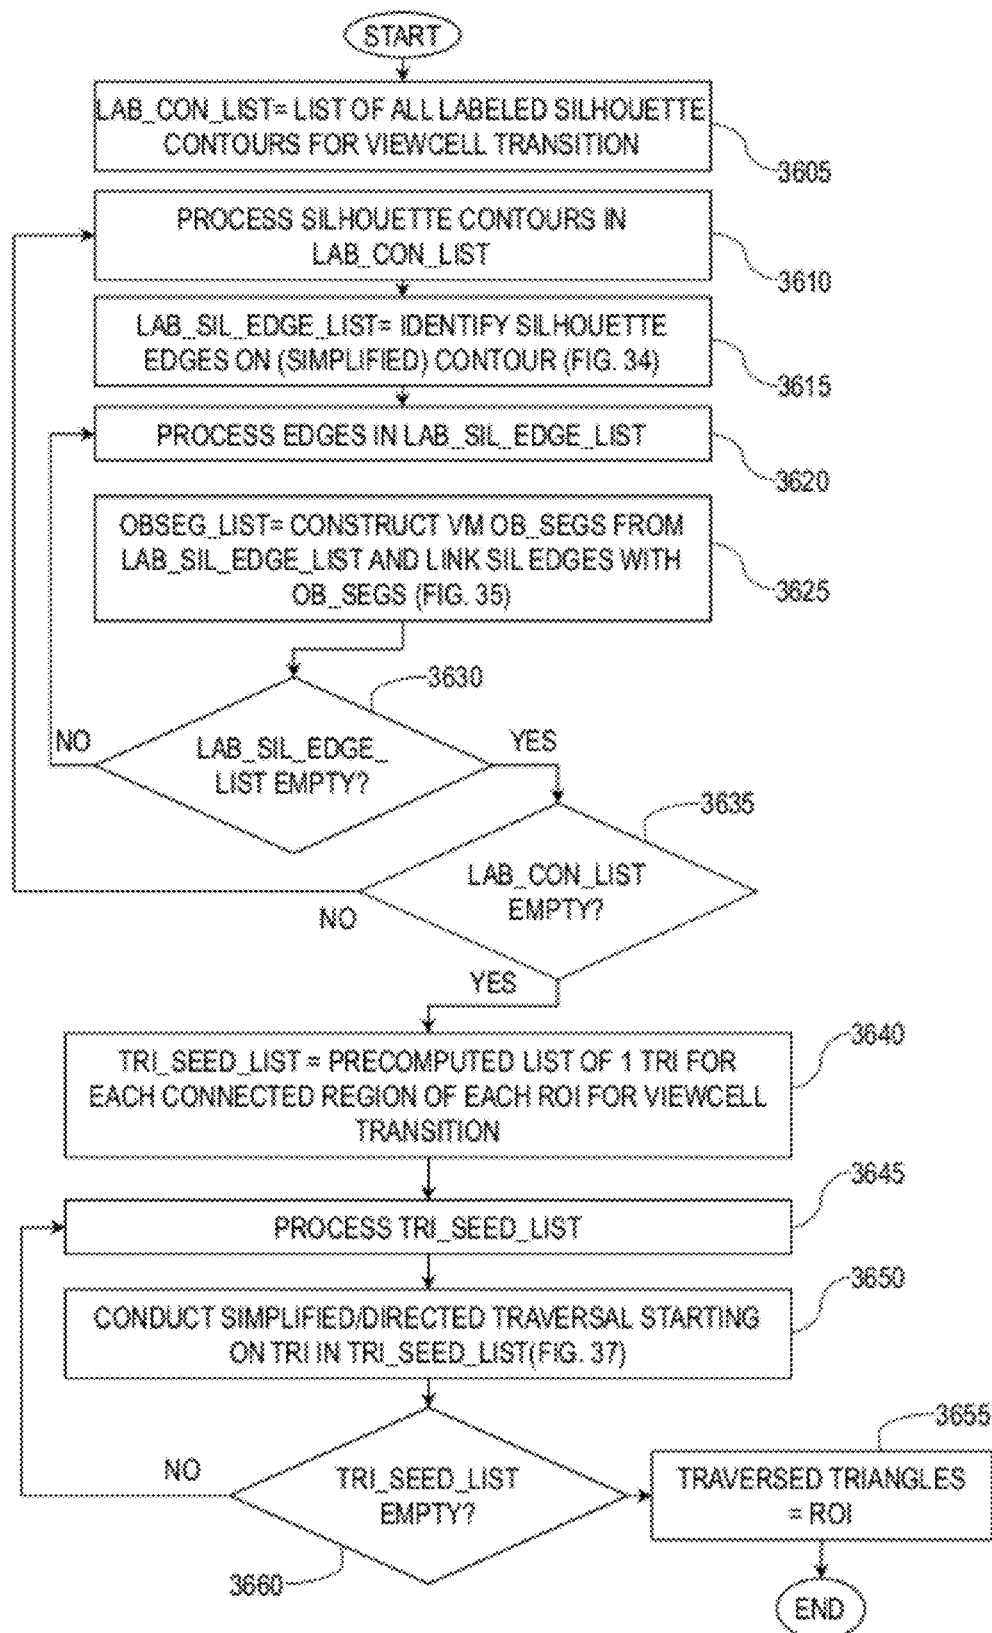 START
LAB_CON_LIST= LIST OF ALL LABELED SILHOUETTE
CONTOURS FOR VIEWCELL TRANSITION
3605
PROCESS SILHOUETTE CONTOURS IN
LAB_CON_LIST
3610
LAB_SIL_EDGE_LIST= IDENTIFY SILHOUETTE
EDGES ON (SIMPLIFIED) CONTOUR (FIG. 34)
3615
PROCESS EDGES IN LAB_SIL_EDGE_LIST
3620
OBSEG_LIST= CONSTRUCT VM OB_SEGS FROM
LAB_SIL_EDGE_LIST AND LINK SIL EDGES WITH
OB_SEGS (FIG. 35)
3625
3630
NO
LAB_SIL_EDGE_
LIST EMPTY?
YES
3635
LAB_CON_LIST
EMPTY?
NO
YES
3640
TRI_SEED_LIST = PRECOMPUTED LIST OF 1 TRI FOR
EACH CONNECTED REGION OF EACH ROI FOR VIEWCELL
TRANSITION
3645
PROCESS TRI_SEED_LIST
3650
CONDUCT SIMPLIFIED/DIRECTED TRAVERSAL STARTING
ON TRI IN TRI_SEED_LIST(FIG. 37)
3655
NO
TRI_SEED_LIST
EMPTY?
TRAVERSED TRIANGLES
= ROI
3660
END